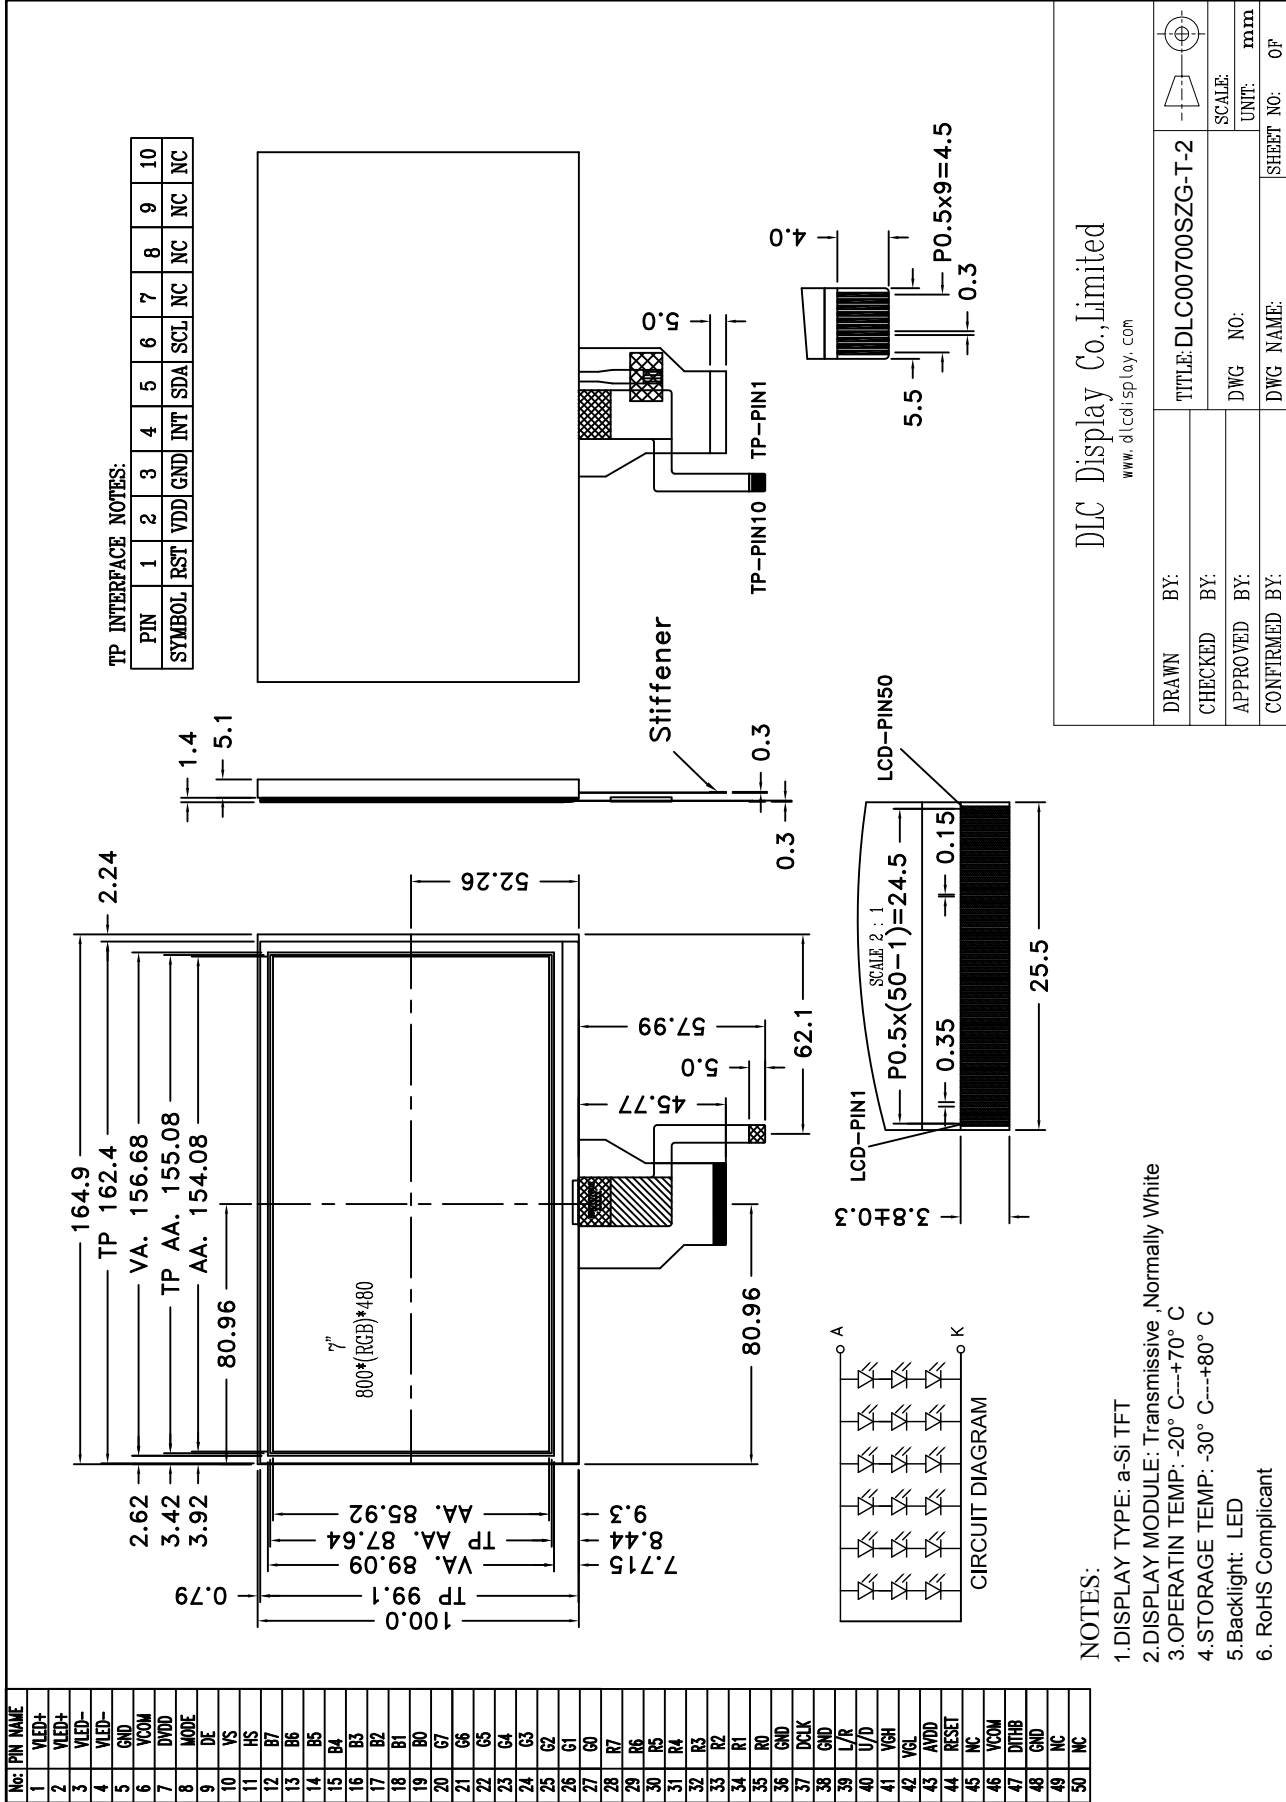 No: PIN NAME
1 VLED+
2 VLED+
3 VLED-
4 VLED-
5 GND
6 VCOM
7 DVDD
8 MODE
9 DE
10 VS
11 HS
12 B7
13 B6
14 B5
15 B4
16 B3
17 B2
18 B1
19 B0
20 G7
21 G6
22 G5
23 G4
24 G3
25 G2
26 G1
27 G0
28 R7
29 R6
30 R5
31 R4
32 R3
33 R2
34 R1
35 R0
36 GND
37 DCLK
38 GND
39 L/R
40 U/D
41 VGH
42 VGL
43 AVDD
44 RESET
45 NC
46 VCOM
47 DITHB
48 GND
49 NC
50 NC
164.9
TP 162.4
VA. 156.68
TP AA. 155.08
AA. 154.08
80.96
2.24
2.62
3.42
3.92
0.79
100.0
TP 99.1
VA. 89.09
TP AA. 87.64
AA. 85.92
7.715
8.44
9.3
7"
800*(RGB)*480
52.26
57.99
5.0
45.77
62.1
80.96
1.4
5.1
Stiffener
0.3
0.3
TP INTERFACE NOTES:
PIN 1 2 3 4 5 6 7 8 9 10
SYMBOL RST VDD GND INT SDA SCL NC NC NC NC
5.0
TP-PIN10 TP-PIN1
4.0
P0.5x9=4.5
0.3
5.5
A
K
CIRCUIT DIAGRAM
LCD-PIN1
LCD-PIN50
SCALE 2 : 1
P0.5x(50-1)=24.5
0.35
0.15
25.5
3.8±0.3
NOTES:
1.DISPLAY TYPE: a-Si TFT
2.DISPLAY MODULE: Transmissive ,Normally White
3.OPERATIN TEMP: -20° C---+70° C
4.STORAGE TEMP: -30° C---+80° C
5.Backlight: LED
6. RoHS Complicant
DLC Display Co.,Limited
www.dlcdisplay.com
DRAWN BY:
TITLE:DLC00700SZG-T-2
CHECKED BY:
SCALE:
APPROVED BY:
DWG NO:
UNIT: mm
CONFIRMED BY:
DWG NAME:
SHEET NO: OF